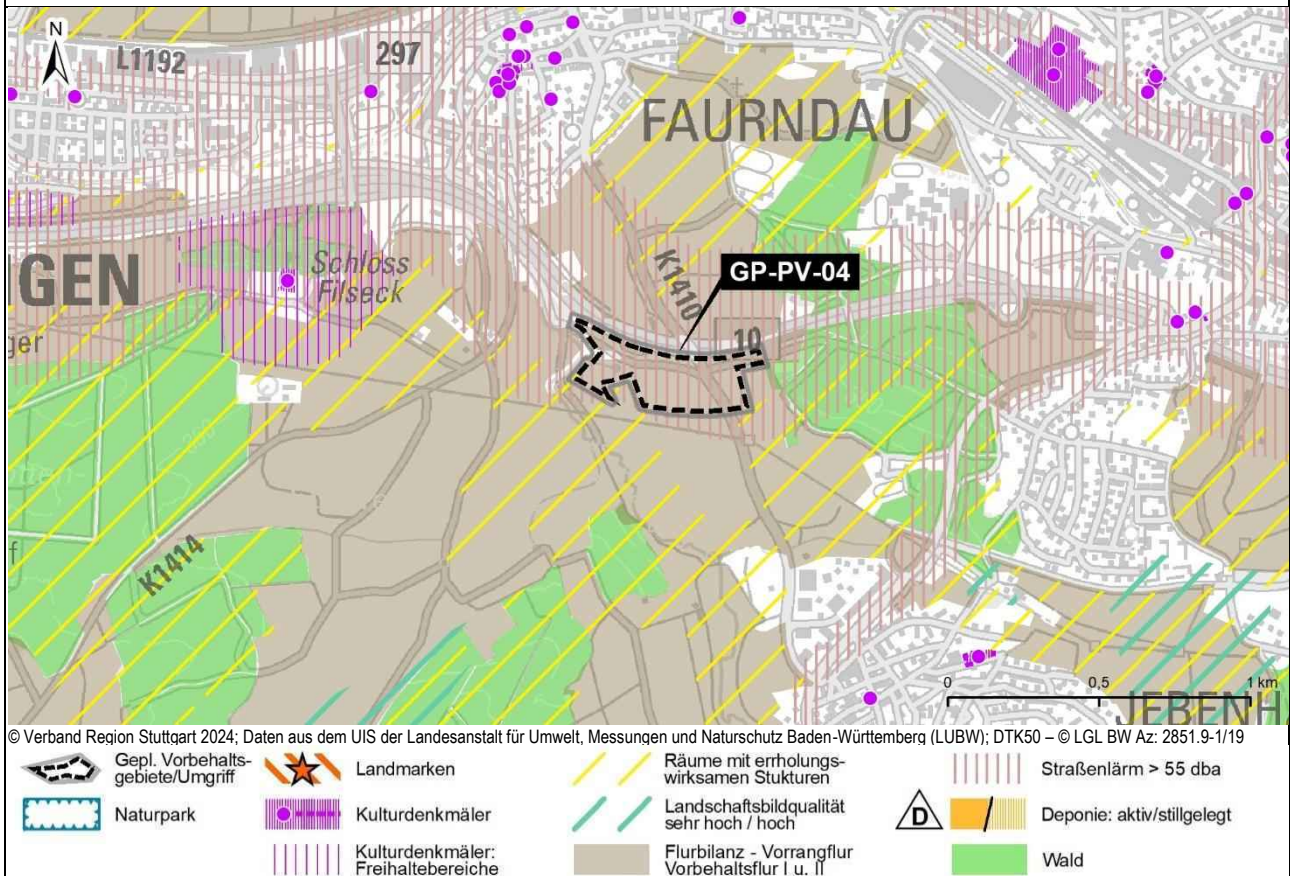 N
L1192
297
FAURNDAU
GEN
Schloss
Filseck
K1410
GP-PV-04
10
ger
K1414
0 0,5 1 km
JEBENH
© Verband Region Stuttgart 2024; Daten aus dem UIS der Landesanstalt für Umwelt, Messungen und Naturschutz Baden-Württemberg (LUBW); DTK50 – © LGL BW Az: 2851.9-1/19
Gepl. Vorbehalts-
gebiete/Umgriff
Naturpark
Landmarken
Kulturdenkmäler
Kulturdenkmäler:
Freihaltebereiche
Räume mit errholungs-
wirksamen Stukturen
Landschaftsbildqualität
sehr hoch / hoch
Flurbilanz - Vorrangflur
Vorbehaltsflur I u. II
Straßenlärm > 55 dba
D
Deponie: aktiv/stillgelegt
Wald